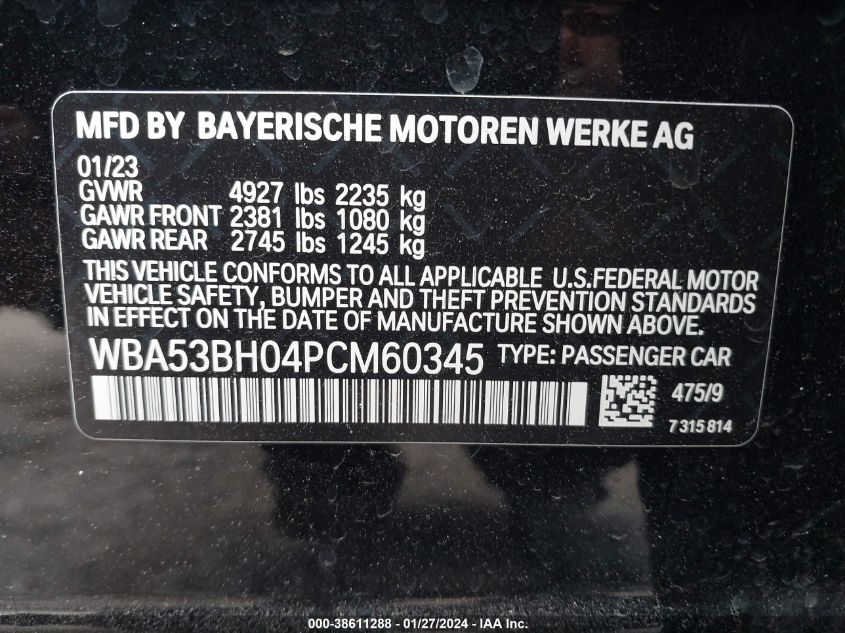 MFD BY BAYERISCHE MOTOREN WERKE AG
01/23
GVWR 4927 lbs 2235 kg
GAWR FRONT 2381 lbs 1080 kg
GAWR REAR 2745 lbs 1245 kg
THIS VEHICLE CONFORMS TO ALL APPLICABLE U.S.FEDERAL MOTOR
VEHICLE SAFETY, BUMPER AND THEFT PREVENTION STANDARDS
IN EFFECT ON THE DATE OF MANUFACTURE SHOWN ABOVE.
WBA53BH04PCM60345 TYPE: PASSENGER CAR
475/9
7315814
000-38611288 - 01/27/2024 - IAA Inc.